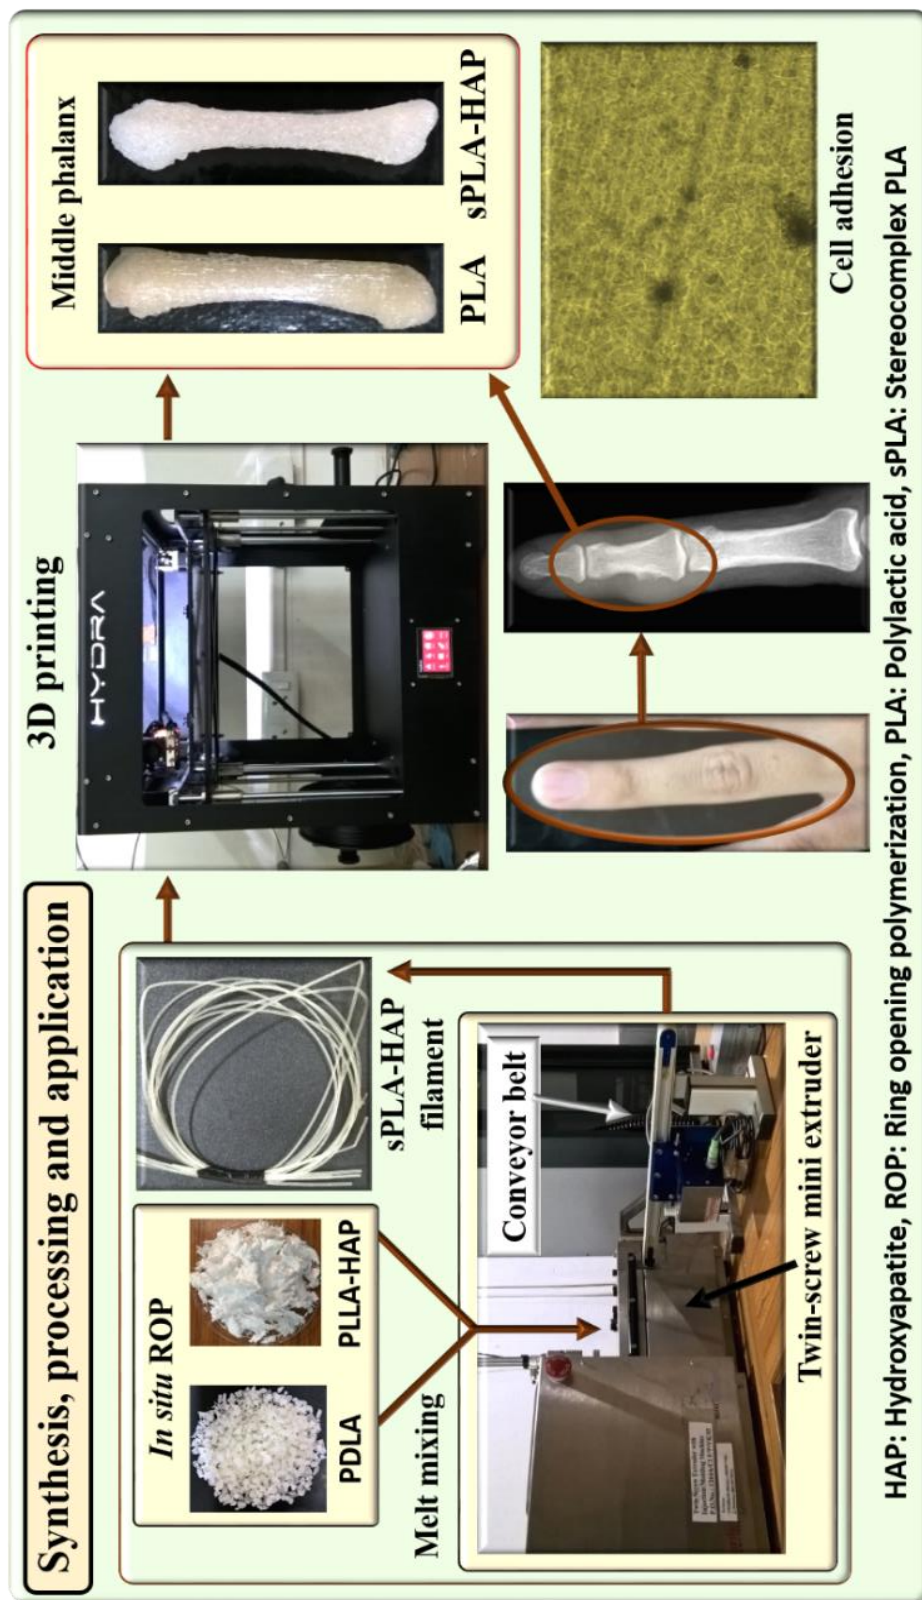 Synthesis, processing and application
In situ ROP
PDLA
PLLA-HAP
Melt mixing
sPLA-HAP
filament
Conveyor belt
Twin-screw mini extruder
3D printing
HYDRA
Middle phalanx
PLA
sPLA-HAP
Cell adhesion
HAP: Hydroxyapatite, ROP: Ring opening polymerization, PLA: Polylactic acid, sPLA: Stereocomplex PLA